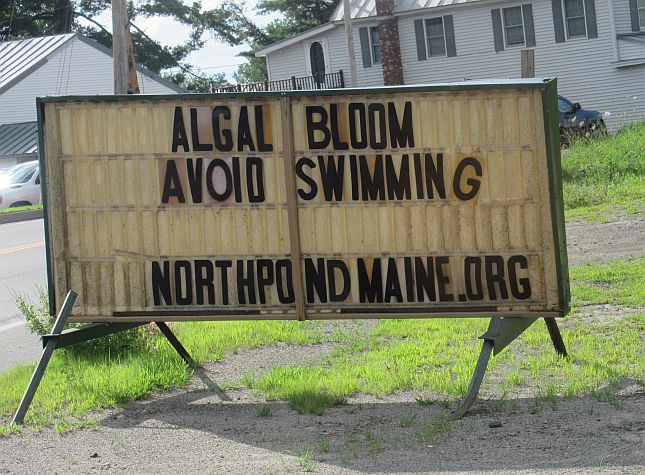 ALGAL BLOOM
AVOID SWIMMING
NORTHPONDMAINE.ORG